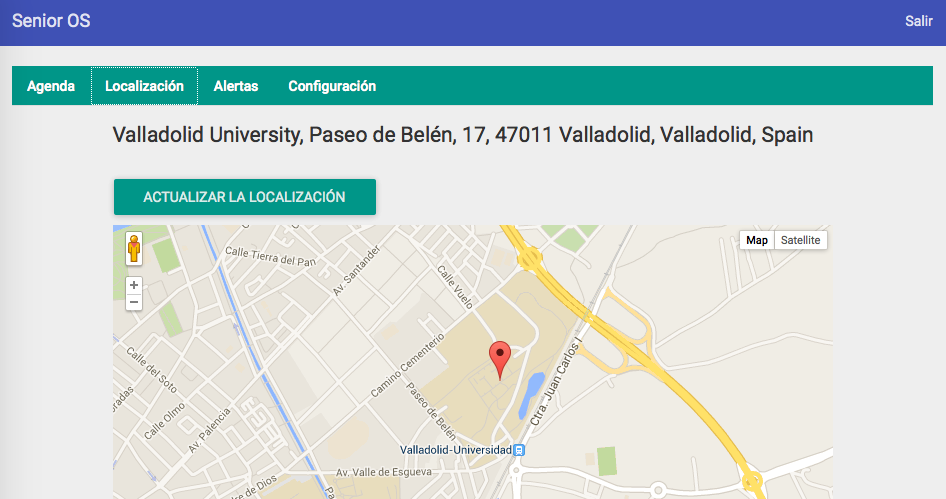 Senior OS
Salir
Agenda
Localización
Alertas
Configuración
Valladolid University, Paseo de Belén, 17, 47011 Valladolid, Valladolid, Spain
ACTUALIZAR LA LOCALIZACIÓN
Map
Satellite
+
−
Calle Tierra del Pan
Av. Santander
Calle Vuelo
Camino Cementerio
Ctra. Juan Carlos I
Calle del Soto
Paseo de Belén
Calle Olmo
Av. Palencia
Valladolid-Universidad
Av. Valle de Esgueva
de Dios